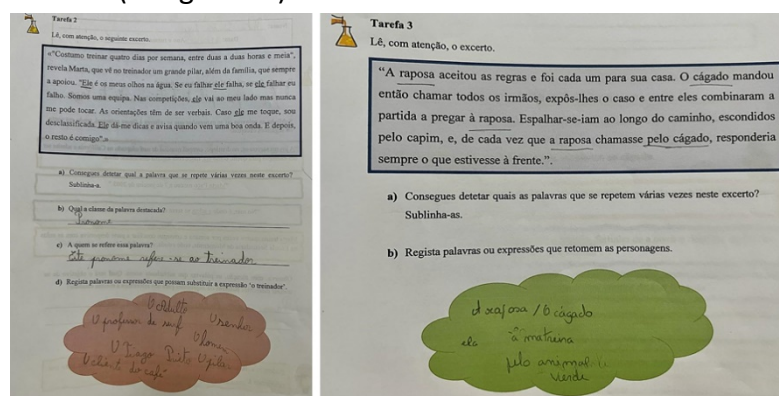 Tarefa 2
Lê, com atenção, o seguinte excerto.
«"Costumo treinar quatro dias por semana, entre duas a duas horas e meia",
revela Marta, que vê no treinador um grande pilar, além da família, que sempre
a apoiou. "Ele é os meus olhos na água. Se eu falhar ele falha, se ele falhar eu
falho. Somos uma equipa. Nas competições, ele vai ao meu lado mas nunca
me pode tocar. As orientações têm de ser verbais. Caso ele me toque, sou
desclassificada. Ele dá-me dicas e avisa quando vem uma boa onda. E depois,
o resto é comigo".»
a) Consegues detetar qual a palavra que se repete várias vezes neste excerto?
Sublinha-a.
b) Qual a classe da palavra destacada?
Pronome
c) A quem se refere essa palavra?
Este pronome refere-se ao treinador
d) Regista palavras ou expressões que possam substituir a expressão "o treinador".
O adulto
O professor de surf
O senhor
O homem
O Tiago Prito
O cliente do café
Tarefa 3
Lê, com atenção, o excerto.
"A raposa aceitou as regras e foi cada um para sua casa. O cágado mandou
então chamar todos os irmãos, expôs-lhes o caso e entre eles combinaram a
partida a pregar à raposa. Espalhar-se-iam ao longo do caminho, escondidos
pelo capim, e, de cada vez que a raposa chamasse pelo cágado, responderia
sempre o que estivesse à frente.".
a) Consegues detetar quais as palavras que se repetem várias vezes neste excerto?
Sublinha-as.
b) Regista palavras ou expressões que retomem as personagens.
A raposa / O cágado
ele
à matreira
pelo animal
verde